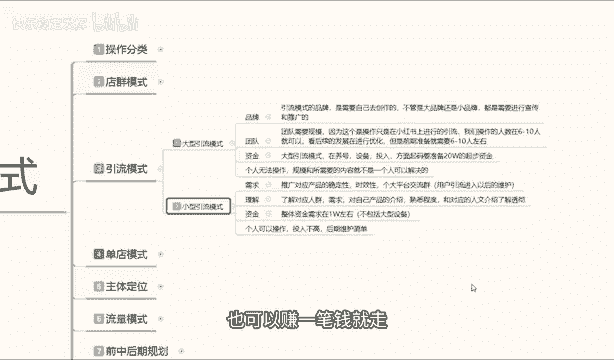 1 操作分类
2 店群模式
3 引流模式
1 大型引流模式
品牌
引流模式的品牌，是需要自己去创作的，不管是大品牌还是小品牌，都是需要进行宣传
和推广的
团队
团队需要规模，因为这个是操作只是在小红书上进行的引流，我们操作的人数在6-10人
就可以，看后续的发展在进行优化，但是前期准备就需要6-10人左右
资金
大型引流模式，在养号，设备，投入，方面起码要准备20W的起步资金
个人无法操作，规模和所需要的内容就不是一个人可以解决的
2 小型引流模式
需求
推广对应产品的稳定性，时效性，个大平台交流群（用户引流进入以后的维护）
理解
了解对应人群，需求，对自己产品的介绍，熟悉程度，和对应的人文介绍了解透彻
资金
整体资金需求在1W左右（不包括大型设备）
个人可以操作，投入不高，后期维护简单
4 单店模式
5 主体定位
6 流量模式
7 前中后期规划
式
也可以赚一笔钱就走